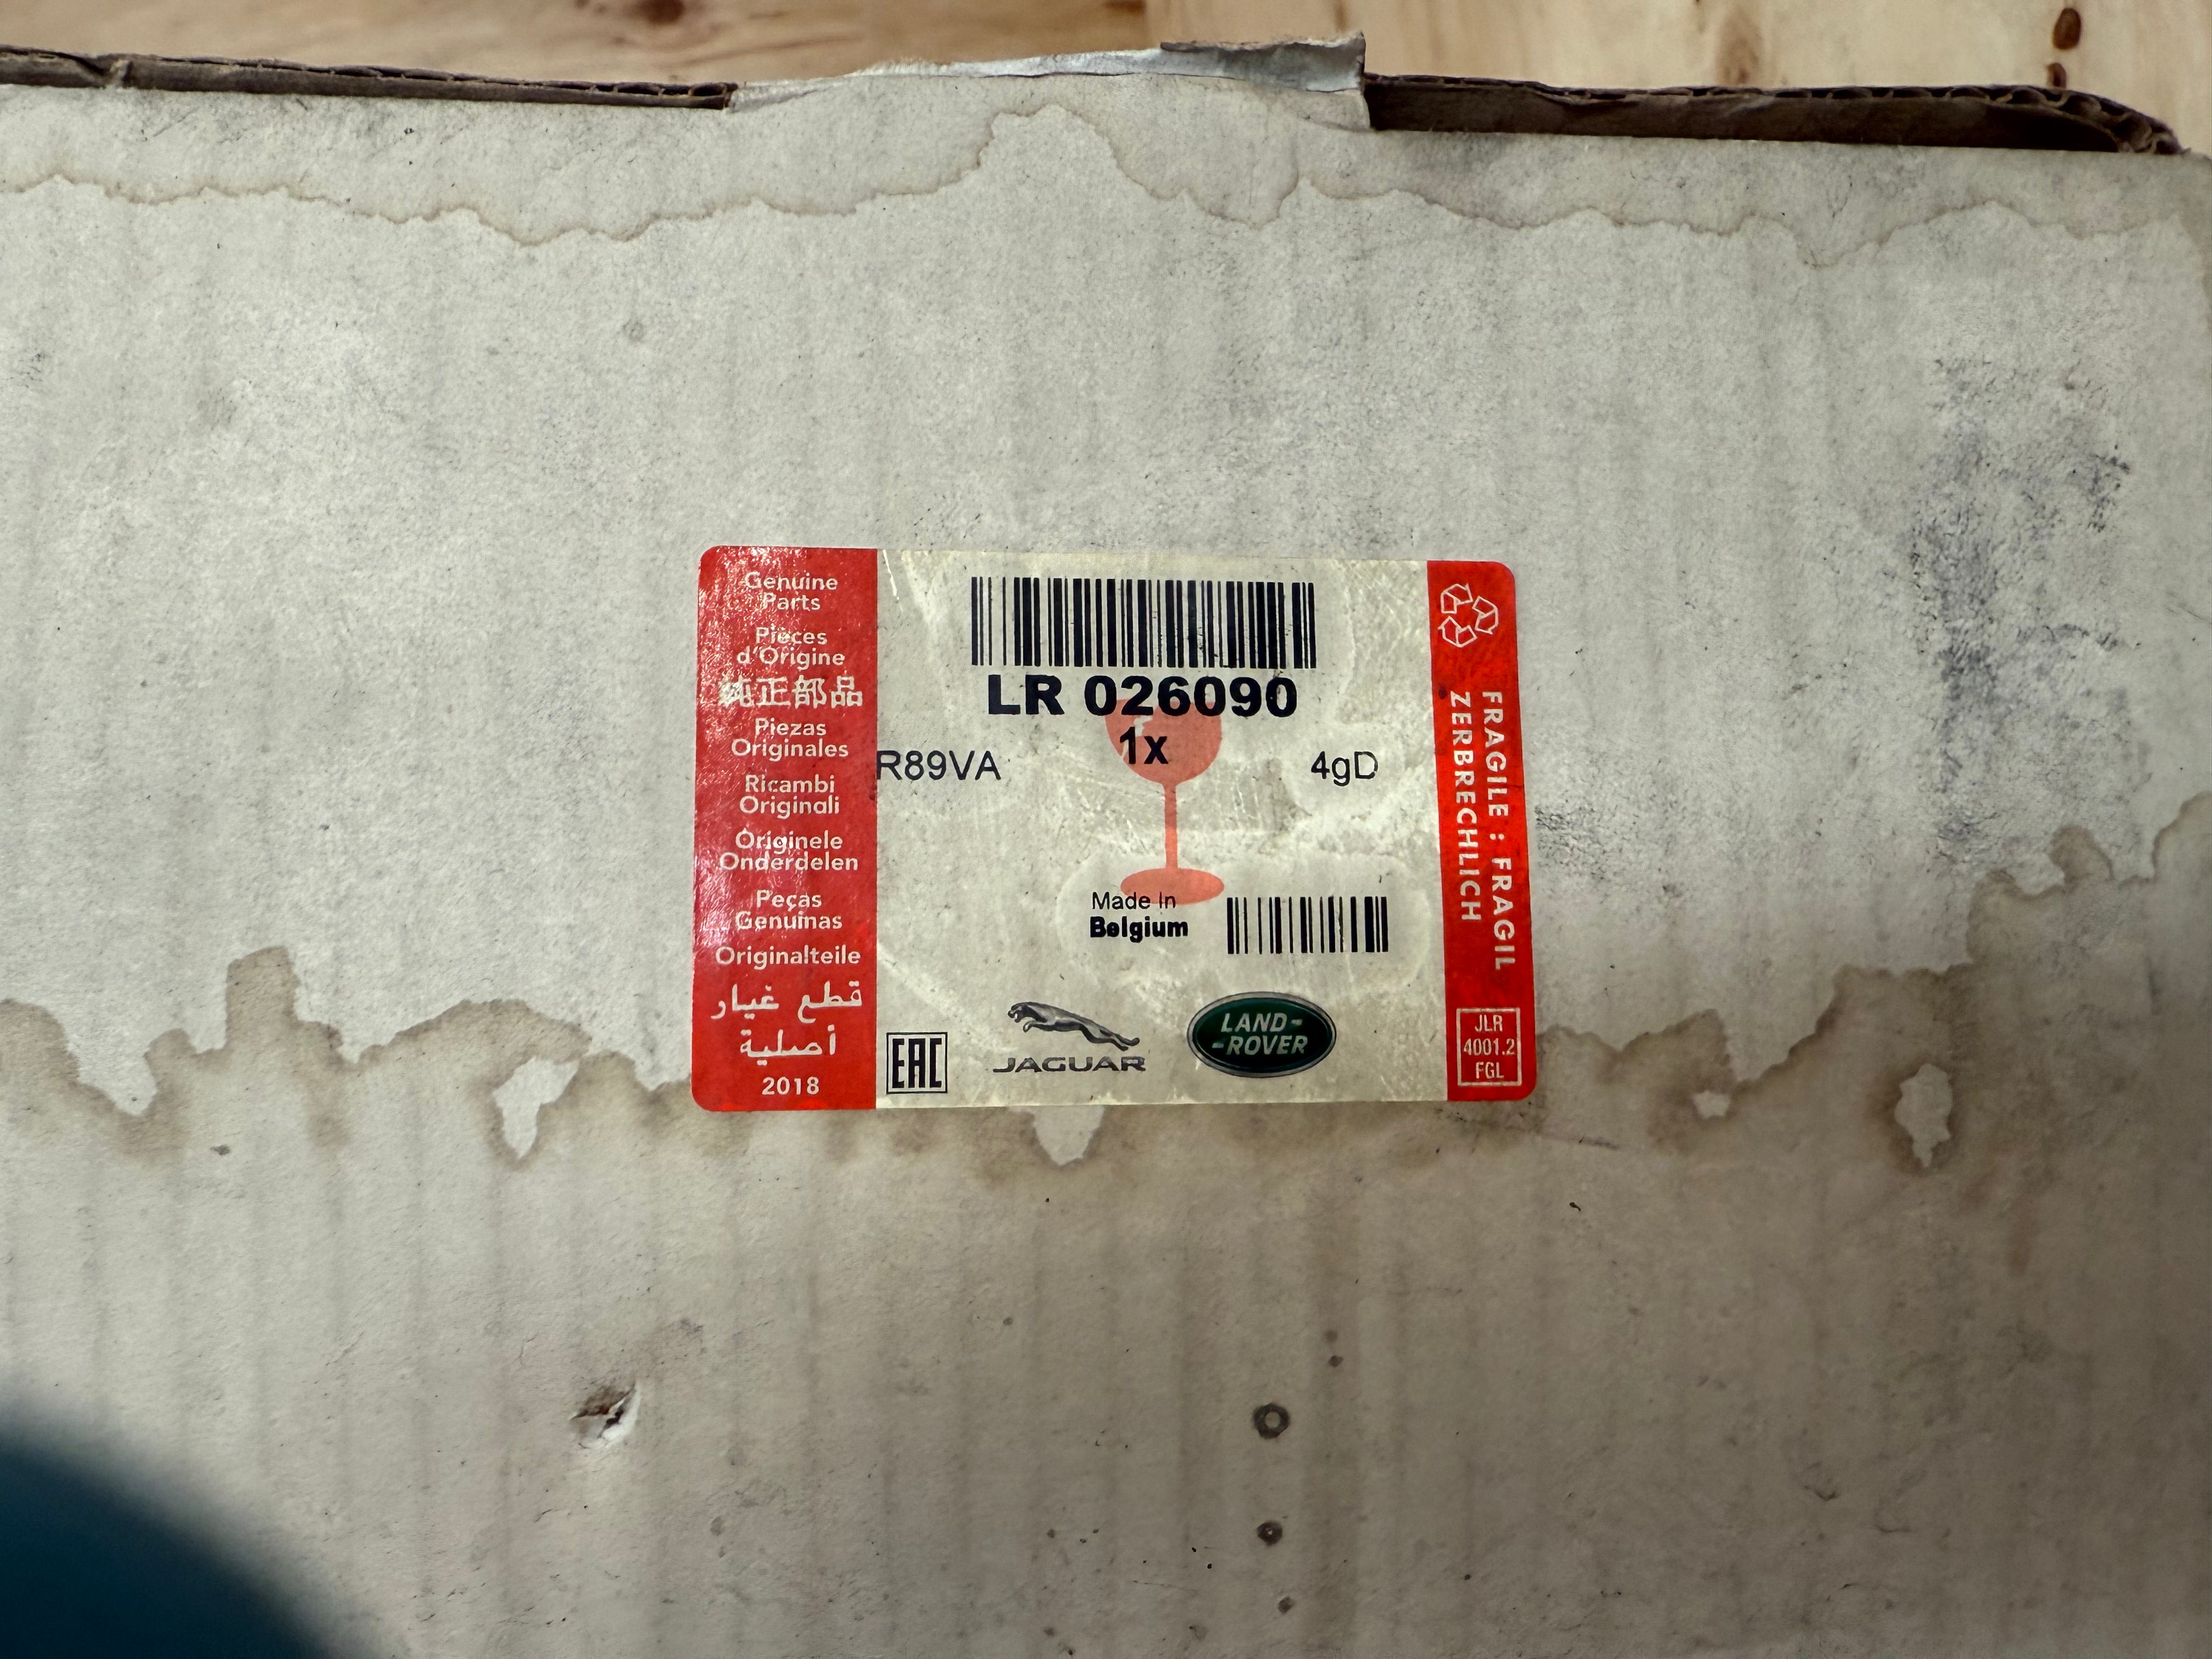 Genuine
Parts
Pièces
d'Origine
純正部品
Piezas
Originales
Ricambi
Originali
Originele
Onderdelen
Peças
Genuínas
Originalteile
قطع غيار
أصلية
2018
LR 026090
1x
R89VA
4gD
Made In
Belgium
EAC
JAGUAR
LAND-
-ROVER
FRAGILE : FRAGIL
ZERBRECHLICH
JLR
4001.2
FGL